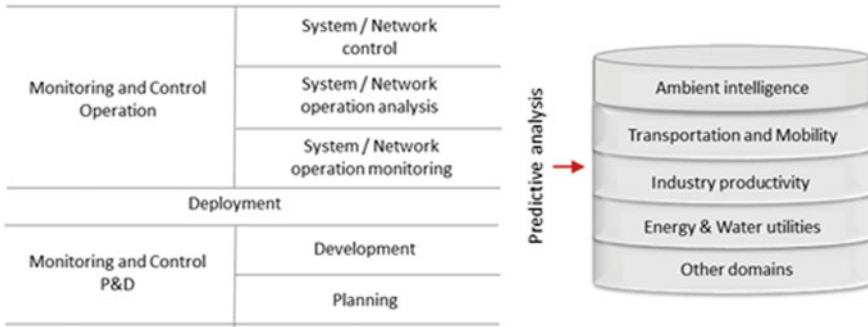 System / Network
control
Monitoring and Control
Operation
System / Network
operation analysis
System / Network
operation monitoring
Deployment
Monitoring and Control
P&D
Development
Planning
Predictive analysis
Ambient intelligence
Transportation and Mobility
Industry productivity
Energy & Water utilities
Other domains